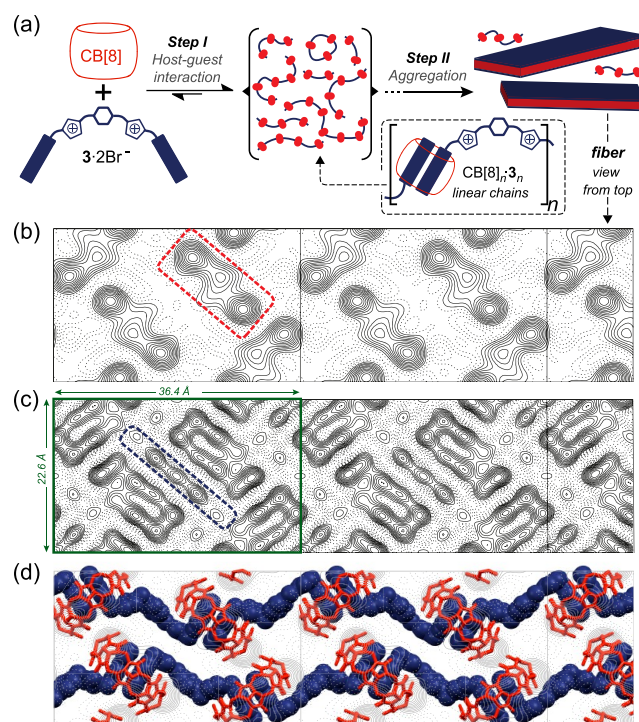 (a)
CB[8]
+
3·2Br⁻
Step I
Host-guest
interaction
Step II
Aggregation
CB[8]ₙ·3ₙ
linear chains
n
fiber
view
from top
(b)
(c)
36.4 Å
22.6 Å
(d)